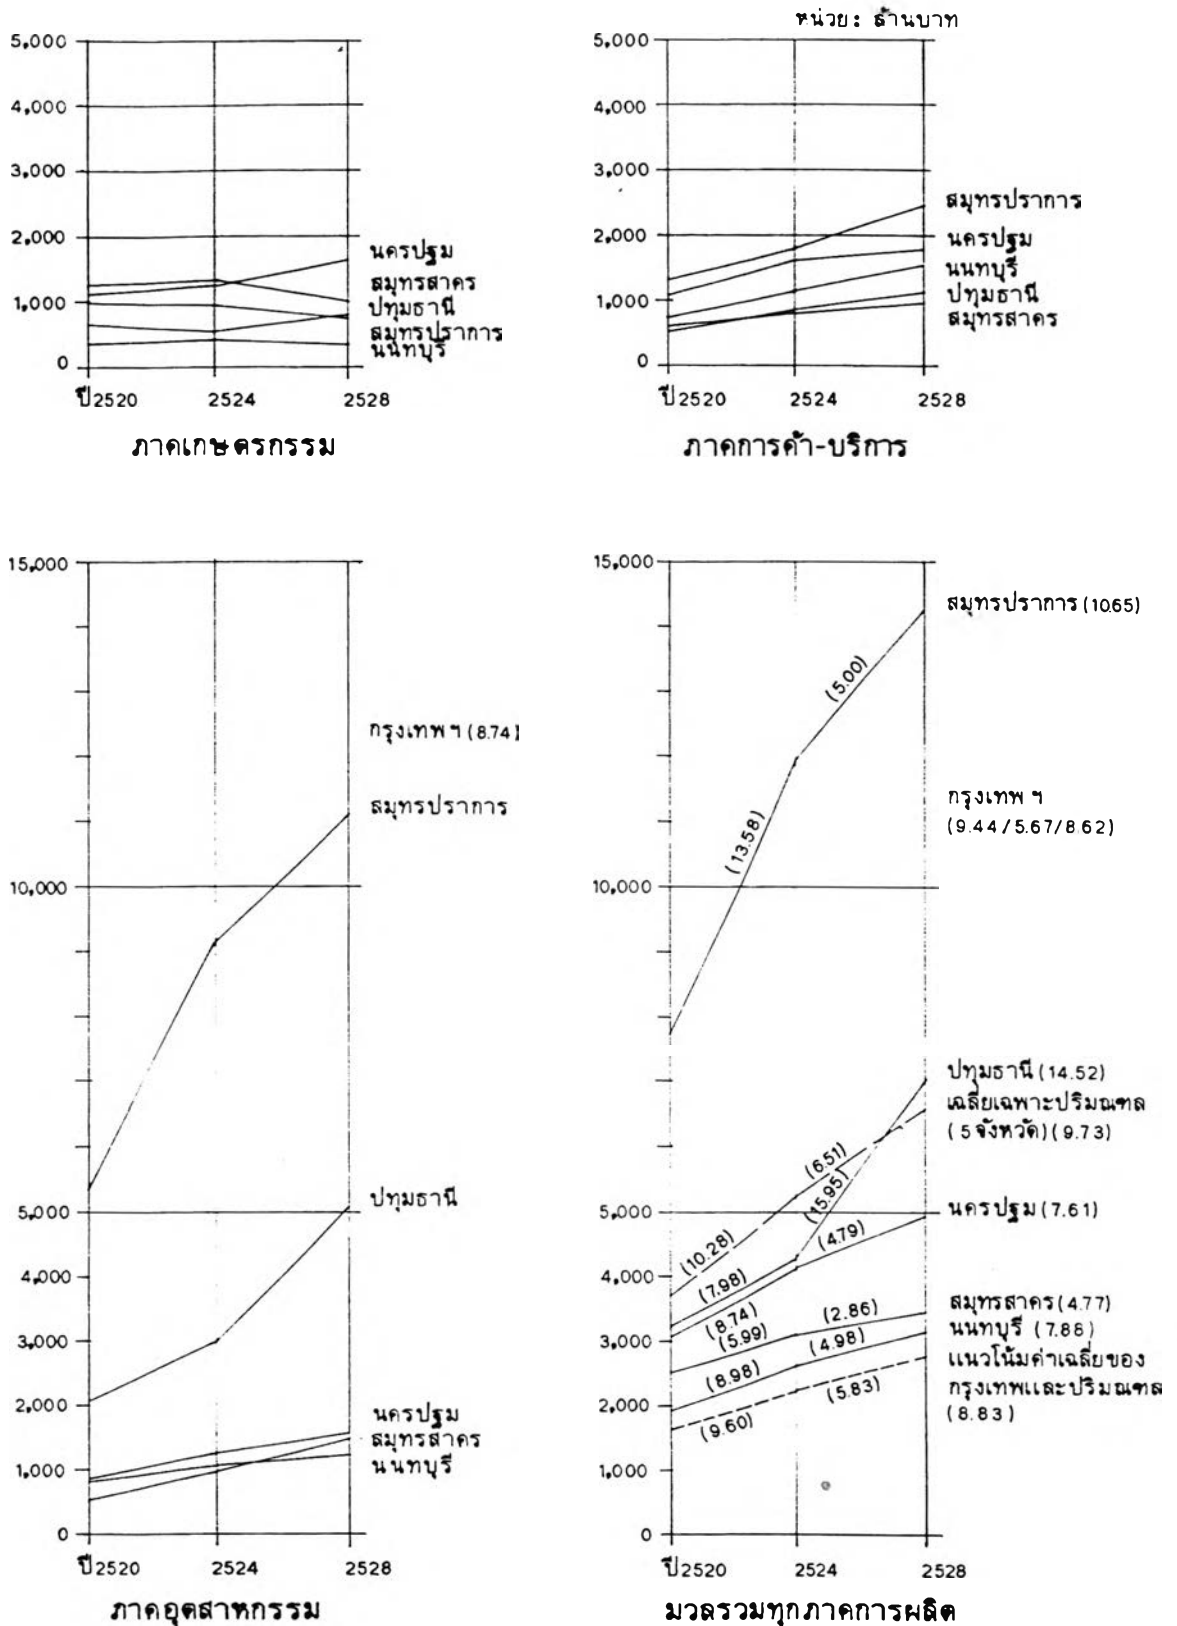 หน่วย: ล้านบาท
5,000
4,000
3,000
2,000
1,000
0
นครปฐม
สมุทรสาคร
ปทุมธานี
สมุทรปราการ
นนทบุรี
ปี2520 2524 2528
ภาคเกษตรกรรม
5,000
4,000
3,000
2,000
1,000
0
สมุทรปราการ
นครปฐม
นนทบุรี
ปทุมธานี
สมุทรสาคร
ปี2520 2524 2528
ภาคการค้า-บริการ
15,000
10,000
5,000
4,000
3,000
2,000
1,000
0
กรุงเทพฯ (8.74)
สมุทรปราการ
ปทุมธานี
นครปฐม
สมุทรสาคร
นนทบุรี
ปี2520 2524 2528
ภาคอุตสาหกรรม
15,000
10,000
5,000
4,000
3,000
2,000
1,000
0
สมุทรปราการ (10.65)
(5.00)
(13.58)
กรุงเทพฯ
(9.44/5.67/8.62)
ปทุมธานี (14.52)
เฉลี่ยเฉพาะปริมณฑล
(5 จังหวัด) (9.73)
(6.51)
(15.95)
(10.28)
นครปฐม (7.61)
(4.79)
(7.98)
(8.74)
(5.99)
(2.86)
สมุทรสาคร (4.77)
นนทบุรี (7.88)
(4.98)
(8.98)
แนวโน้มค่าเฉลี่ยของ
กรุงเทพและปริมณฑล
(8.83)
(5.83)
(9.60)
ปี2520 2524 2528
มวลรวมทุกภาคการผลิต